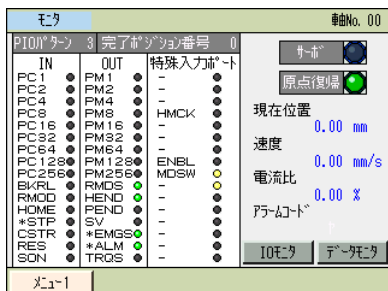 ﾓﾆﾀ 軸No. 00
PIOﾊﾟﾀｰﾝ 3 完了ﾎﾟｼﾞｼｮﾝ番号 0
IN OUT 特殊入力ﾎﾟｰﾄ
PC1 PM1 -
PC2 PM2 -
PC4 PM4 -
PC8 PM8 HMCK
PC16 PM16 -
PC32 PM32 -
PC64 PM64 -
PC128 PM128 ENBL
PC256 PM256 MDSW
BKRL RMDS -
RMOD HEND -
HOME PEND -
*STP SV -
CSTR *EMGS -
RES *ALM -
SON TRQS -
ｻｰﾎﾞ
原点復帰
現在位置
0.00 mm
速度
0.00 mm/s
電流比
0.00 %
ｱﾗｰﾑｺｰﾄﾞ
IOﾓﾆﾀ ﾃﾞｰﾀﾓﾆﾀ
ﾒﾆｭｰ1